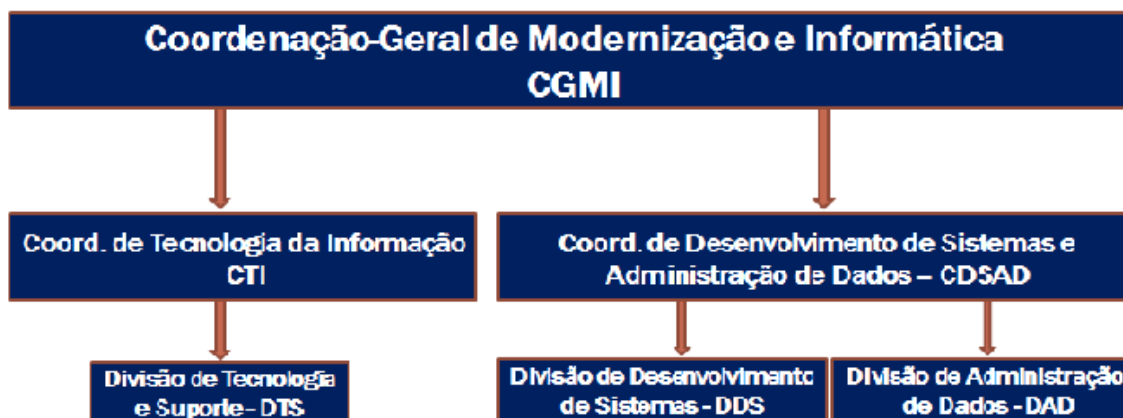 Coordenação-Geral de Modernização e Informática
CGMI
Coord. de Tecnologia da Informação
CTI
Coord. de Desenvolvimento de Sistemas e
Administração de Dados – CDSAD
Divisão de Tecnologia
e Suporte - DTS
Divisão de Desenvolvimento
de Sistemas - DDS
Divisão de Administração
de Dados - DAD